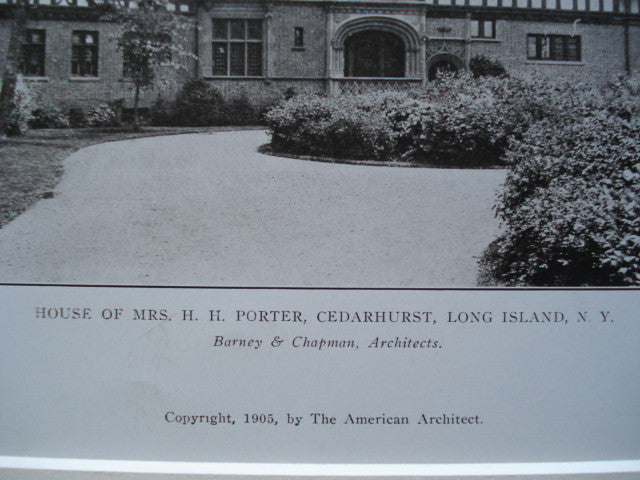 HOUSE OF MRS. H. H. PORTER, CEDARHURST, LONG ISLAND, N. Y.
Barney & Chapman, Architects.
Copyright, 1905, by The American Architect.